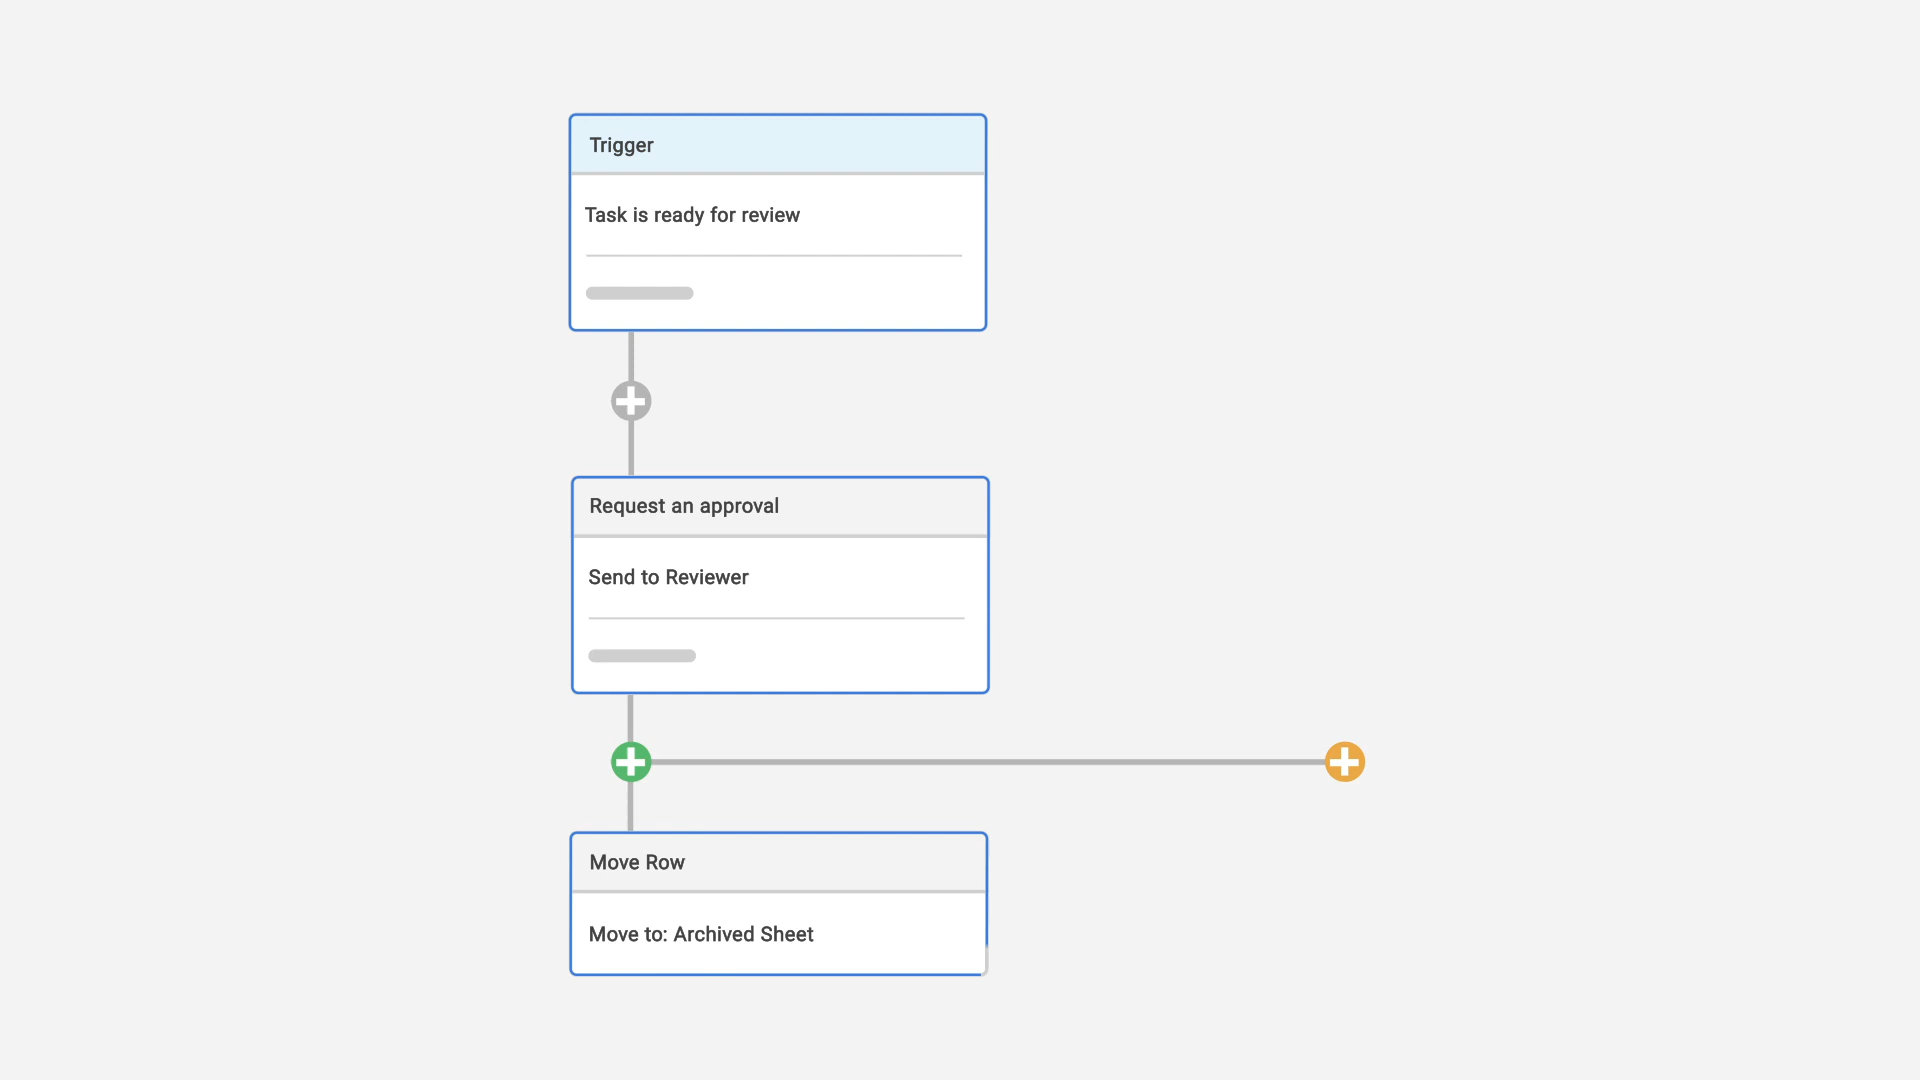 Trigger
Task is ready for review
Request an approval
Send to Reviewer
Move Row
Move to: Archived Sheet